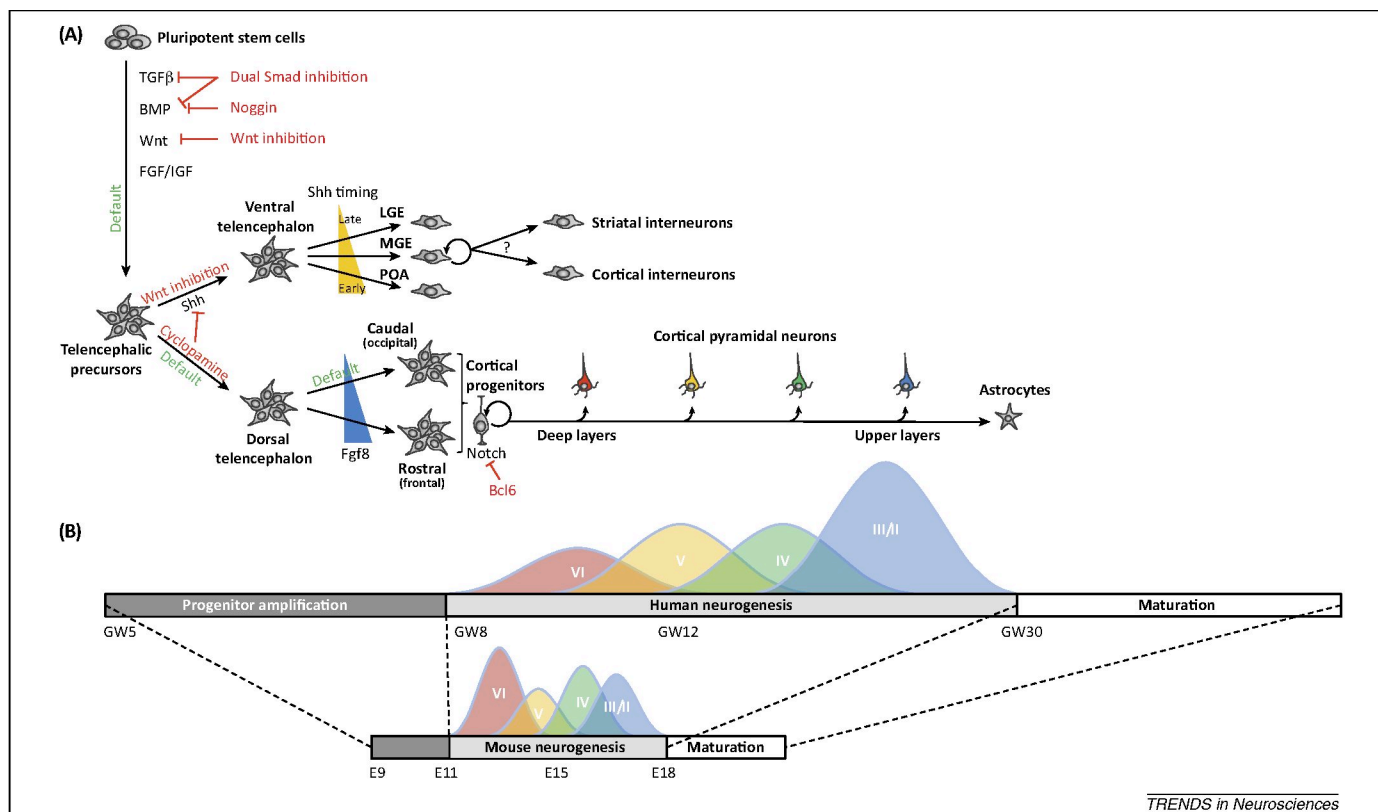 (A)
Pluripotent stem cells
TGFβ
Dual Smad inhibition
BMP
Noggin
Wnt
Wnt inhibition
FGF/IGF
Default
Ventral
telencephalon
Shh timing
Late
Early
LGE
MGE
POA
?
Striatal interneurons
Cortical interneurons
Wnt inhibition
Shh
Cyclopamine
Default
Telencephalic
precursors
Dorsal
telencephalon
Default
Fgf8
Caudal
(occipital)
Rostral
(frontal)
Cortical
progenitors
Notch
Bcl6
Cortical pyramidal neurons
Deep layers
Upper layers
Astrocytes
(B)
VI
V
IV
III/II
Progenitor amplification
Human neurogenesis
Maturation
GW5
GW8
GW12
GW30
VI
V
IV
III/II
Mouse neurogenesis
Maturation
E9
E11
E15
E18
TRENDS in Neurosciences